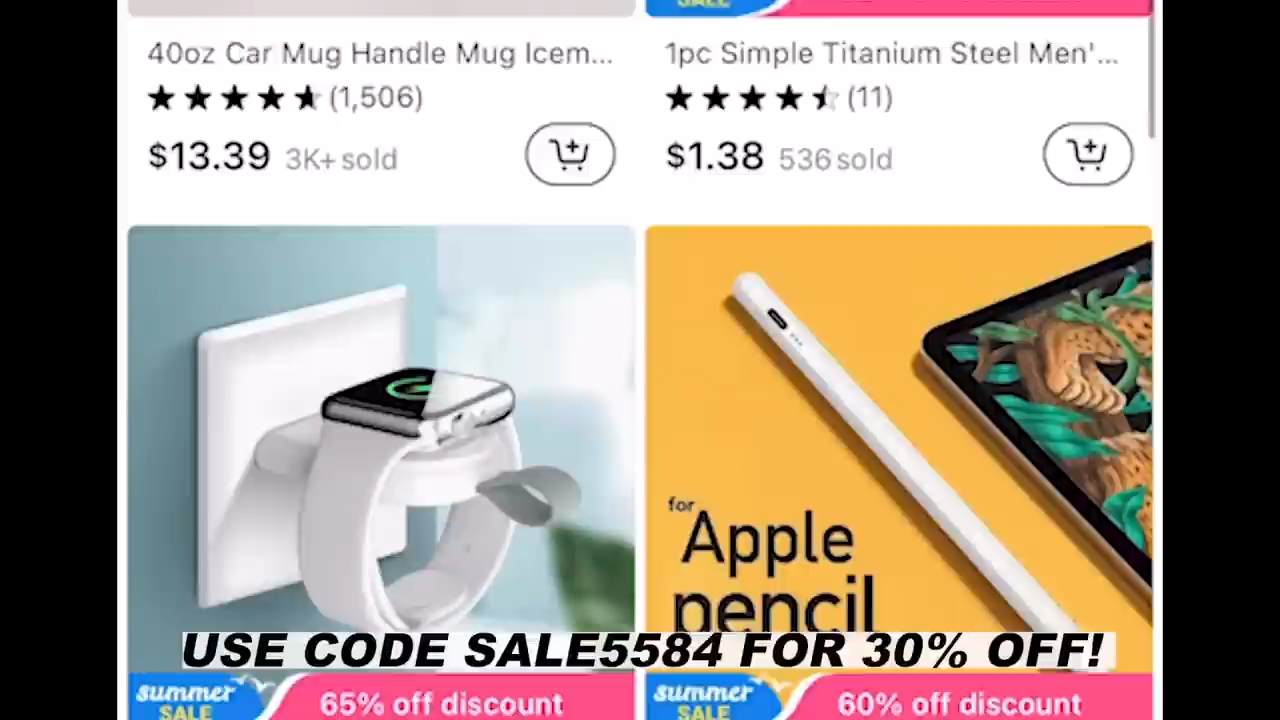 SALE
40oz Car Mug Handle Mug Icem...
1pc Simple Titanium Steel Men'...
(1,506)
(11)
$13.39 3K+ sold
$1.38 536 sold
for
Apple
pencil
USE CODE SALE5584 FOR 30% OFF!
summer
SALE
65% off discount
summer
SALE
60% off discount